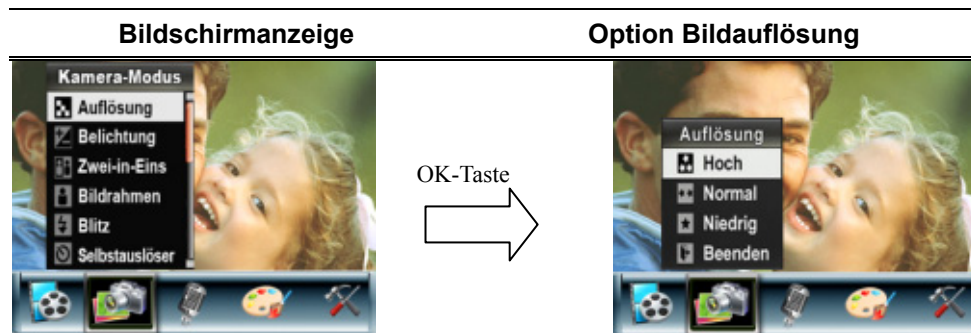 Bildschirmanzeige
Option Bildauflösung
Kamera-Modus
Auflösung
Belichtung
Zwei-in-Eins
Bildrahmen
Blitz
Selbstauslöser
OK-Taste
Auflösung
Hoch
Normal
Niedrig
Beenden